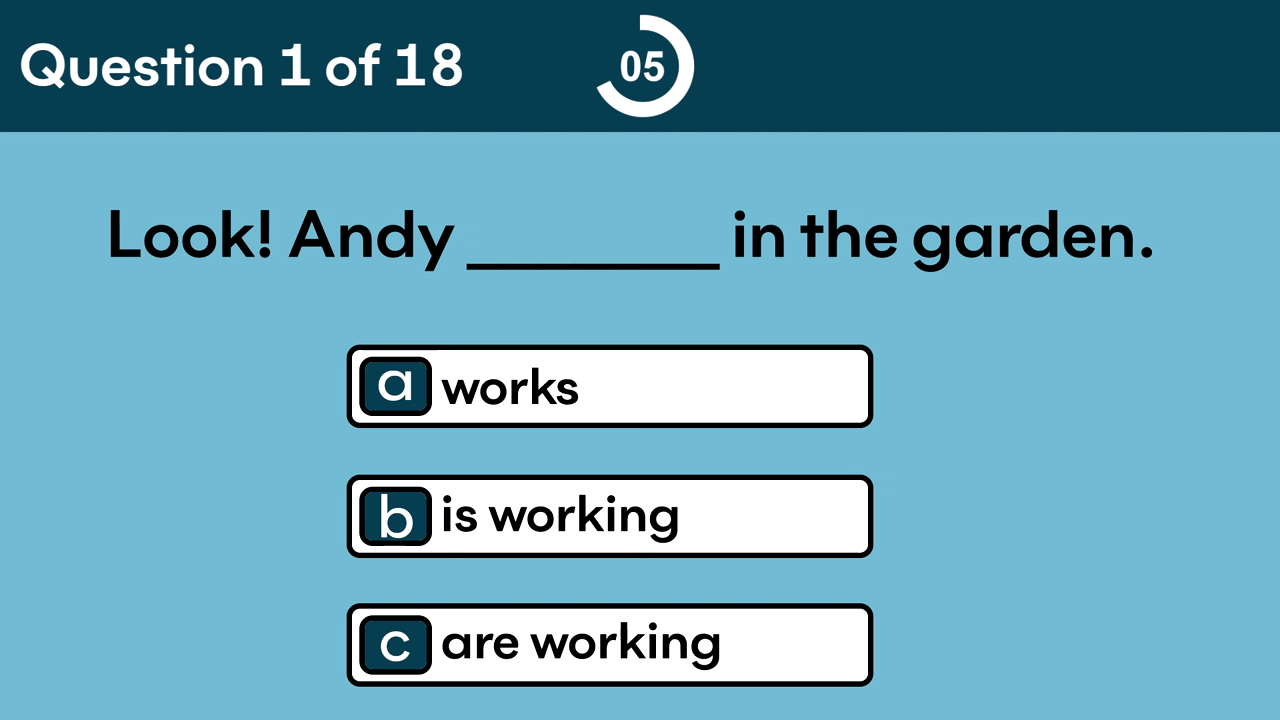 Question 1 of 18
05
Look! Andy ________ in the garden.
a works
b is working
c are working